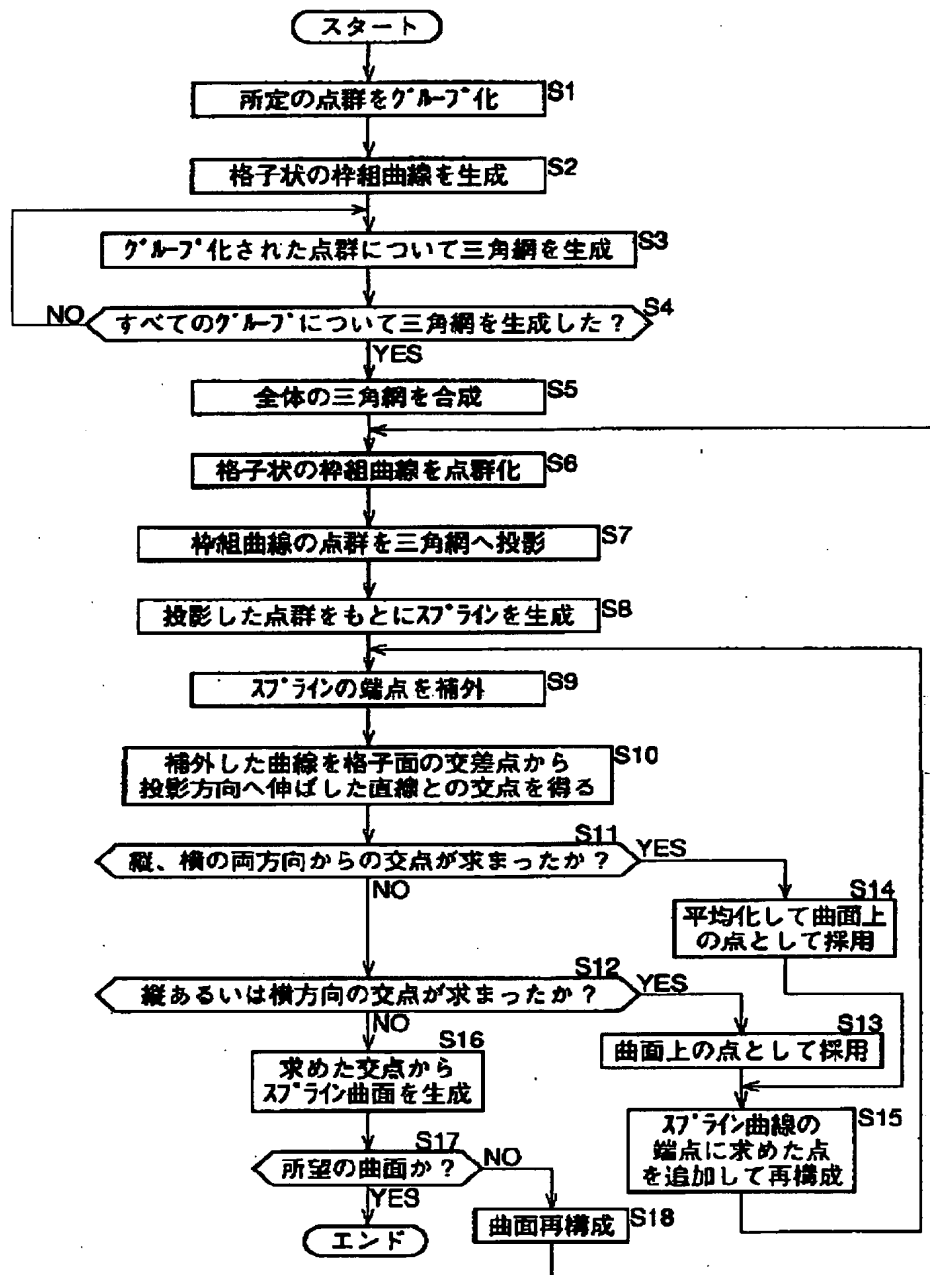 スタート
所定の点群をグループ化
S1
格子状の枠組曲線を生成
S2
グループ化された点群について三角網を生成
S3
すべてのグループについて三角網を生成した?
S4
NO
YES
全体の三角網を合成
S5
格子状の枠組曲線を点群化
S6
枠組曲線の点群を三角網へ投影
S7
投影した点群をもとにスプラインを生成
S8
スプラインの端点を補外
S9
補外した曲線を格子面の交差点から
投影方向へ伸ばした直線との交点を得る
S10
S11
縦、横の両方向からの交点が求まったか?
YES
NO
S14
平均化して曲面上
の点として採用
S12
縦あるいは横方向の交点が求まったか?
YES
NO
S13
曲面上の点として採用
S16
求めた交点から
スプライン曲面を生成
S15
スプライン曲線の
端点に求めた点
を追加して再構成
S17
所望の曲面か?
NO
YES
曲面再構成
S18
エンド